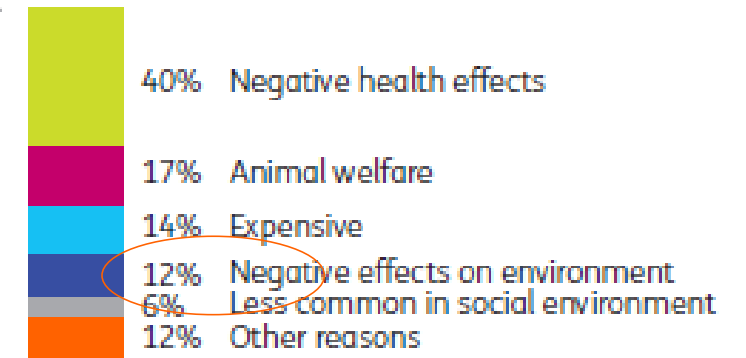 40% Negative health effects
17% Animal welfare
14% Expensive
12% Negative effects on environment
6% Less common in social environment
12% Other reasons